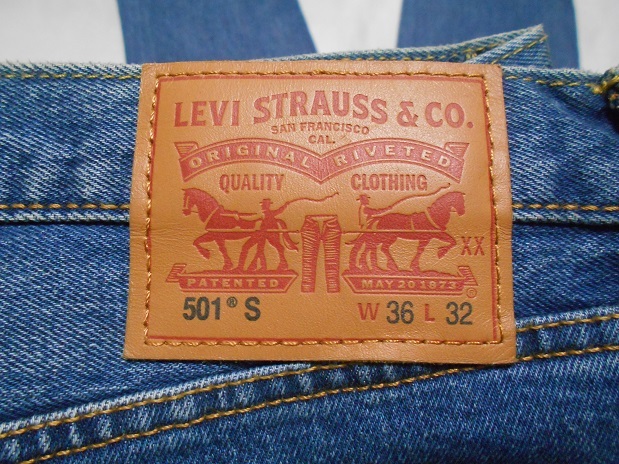 LEVI STRAUSS & CO.
SAN FRANCISCO
CAL.
ORIGINAL RIVETED
QUALITY CLOTHING
XX
PATENTED MAY 20 1873 ®
501® S W 36 L 32